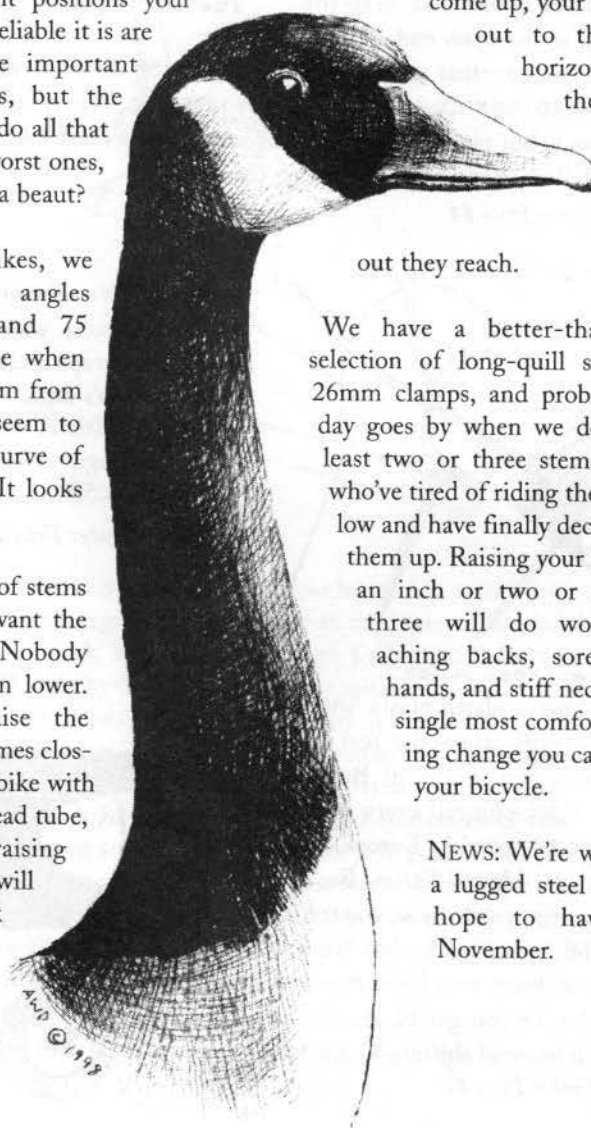 positions your
eliable it is are
e important
s, but the
do all that
orst ones,
a beaut?
kes, we
angles
and 75
e when
m from
seem to
urve of
It looks
of stems
want the
Nobody
n lower.
ise the
mes clos-
bike with
ead tube,
raising
will
come up, your
out to th
horizo
the
out they reach.
We have a better-tha
selection of long-quill s
26mm clamps, and prob
day goes by when we d
least two or three stem
who've tired of riding the
low and have finally dec
them up. Raising your
an inch or two or
three will do wo
aching backs, sore
hands, and stiff nec
single most comfo
ing change you ca
your bicycle.
NEWS: We're w
a lugged steel
hope to hav
November.
AWD © 1998